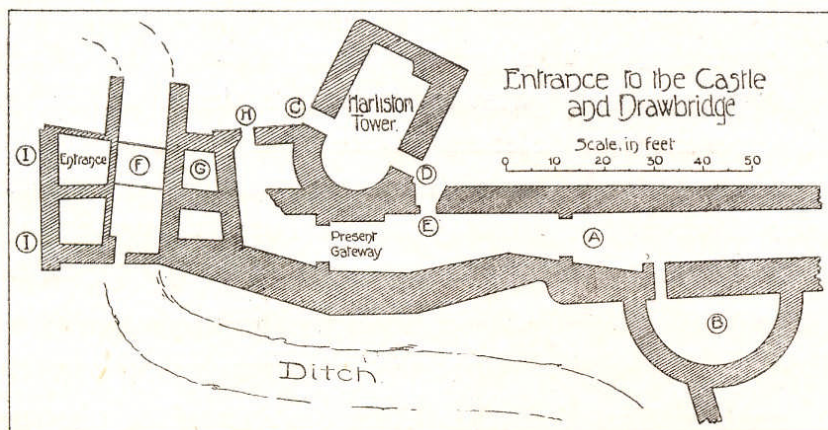 Entrance to the Castle
and Drawbridge
Scale, in feet
0 10 20 30 40 50
Harliston
Tower.
C
H
I
Entrance
F
G
D
E
I
Present
Gateway
A
B
Ditch.